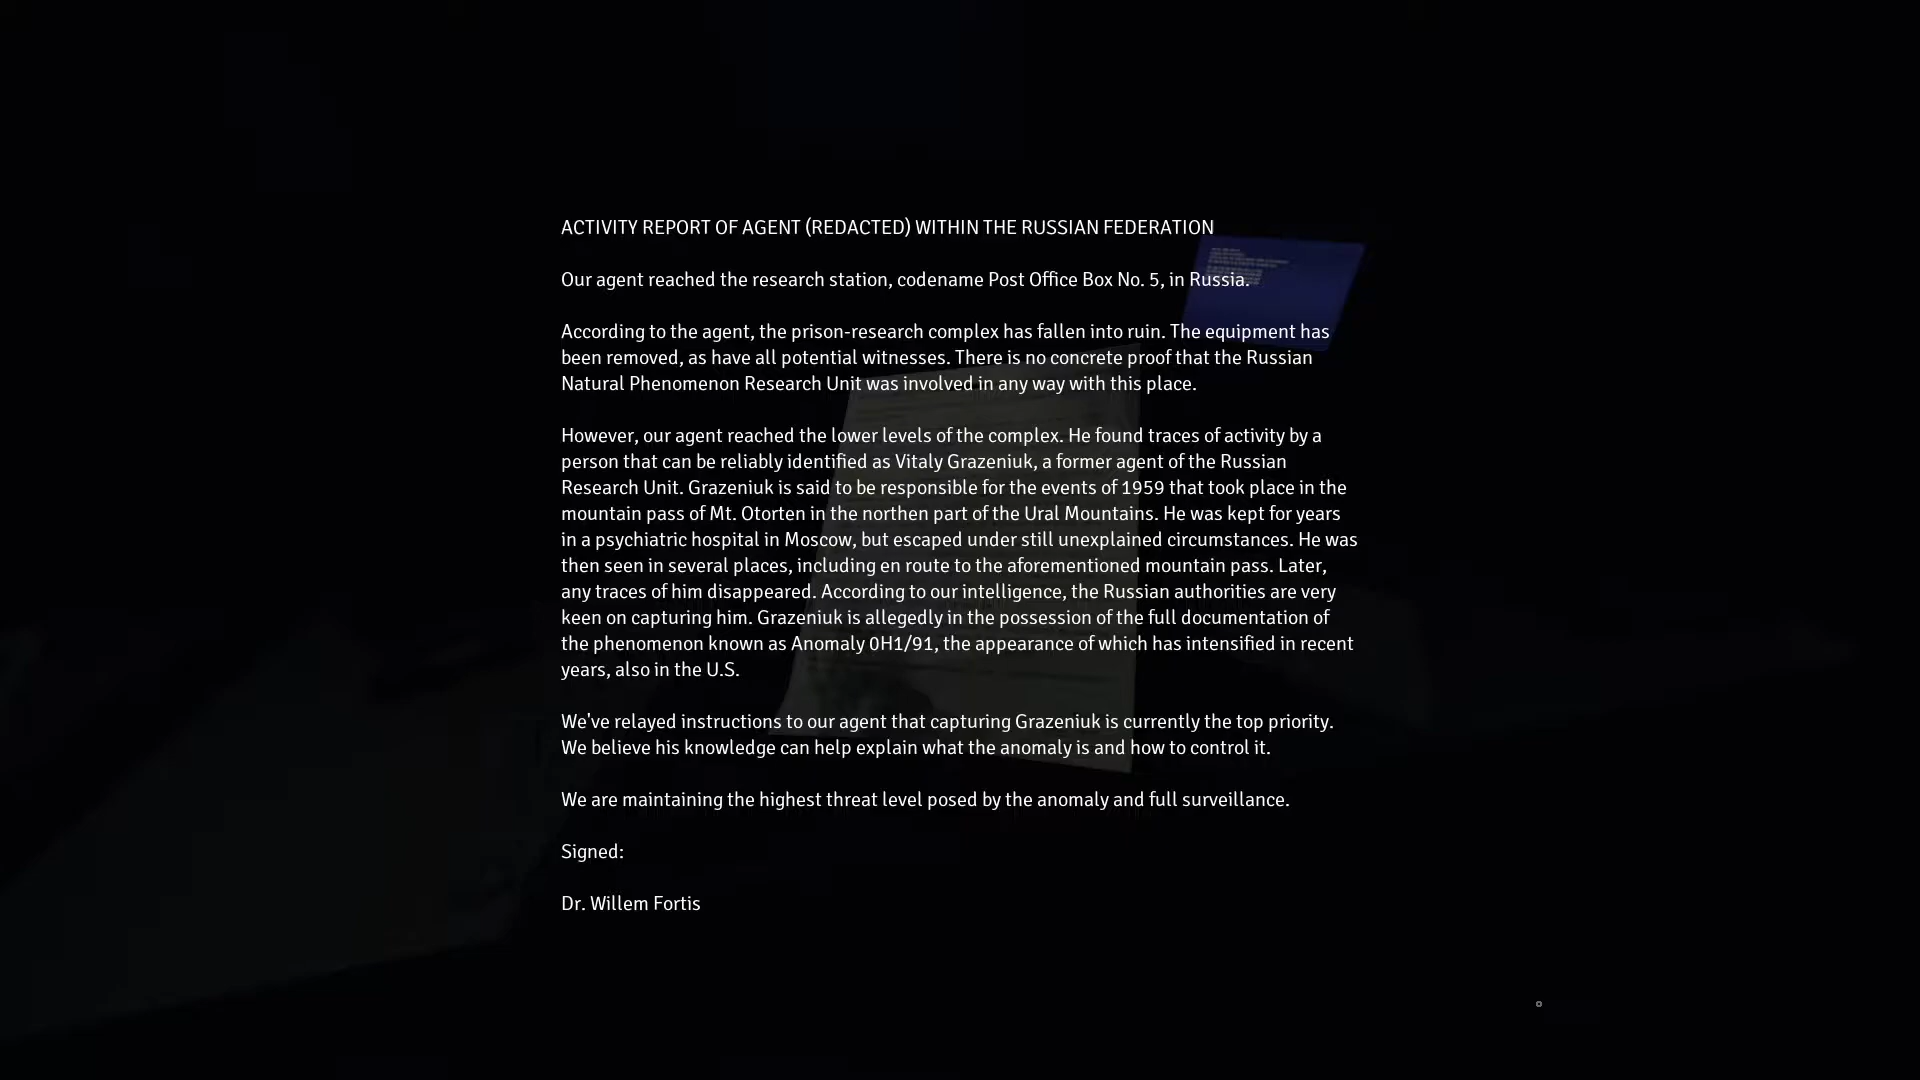 ACTIVITY REPORT OF AGENT (REDACTED) WITHIN THE RUSSIAN FEDERATION
Our agent reached the research station, codename Post Office Box No. 5, in Russia.
According to the agent, the prison-research complex has fallen into ruin. The equipment has
been removed, as have all potential witnesses. There is no concrete proof that the Russian
Natural Phenomenon Research Unit was involved in any way with this place.
However, our agent reached the lower levels of the complex. He found traces of activity by a
person that can be reliably identified as Vitaly Grazeniuk, a former agent of the Russian
Research Unit. Grazeniuk is said to be responsible for the events of 1959 that took place in the
mountain pass of Mt. Otorten in the northen part of the Ural Mountains. He was kept for years
in a psychiatric hospital in Moscow, but escaped under still unexplained circumstances. He was
then seen in several places, including en route to the aforementioned mountain pass. Later,
any traces of him disappeared. According to our intelligence, the Russian authorities are very
keen on capturing him. Grazeniuk is allegedly in the possession of the full documentation of
the phenomenon known as Anomaly 0H1/91, the appearance of which has intensified in recent
years, also in the U.S.
We've relayed instructions to our agent that capturing Grazeniuk is currently the top priority.
We believe his knowledge can help explain what the anomaly is and how to control it.
We are maintaining the highest threat level posed by the anomaly and full surveillance.
Signed:
Dr. Willem Fortis